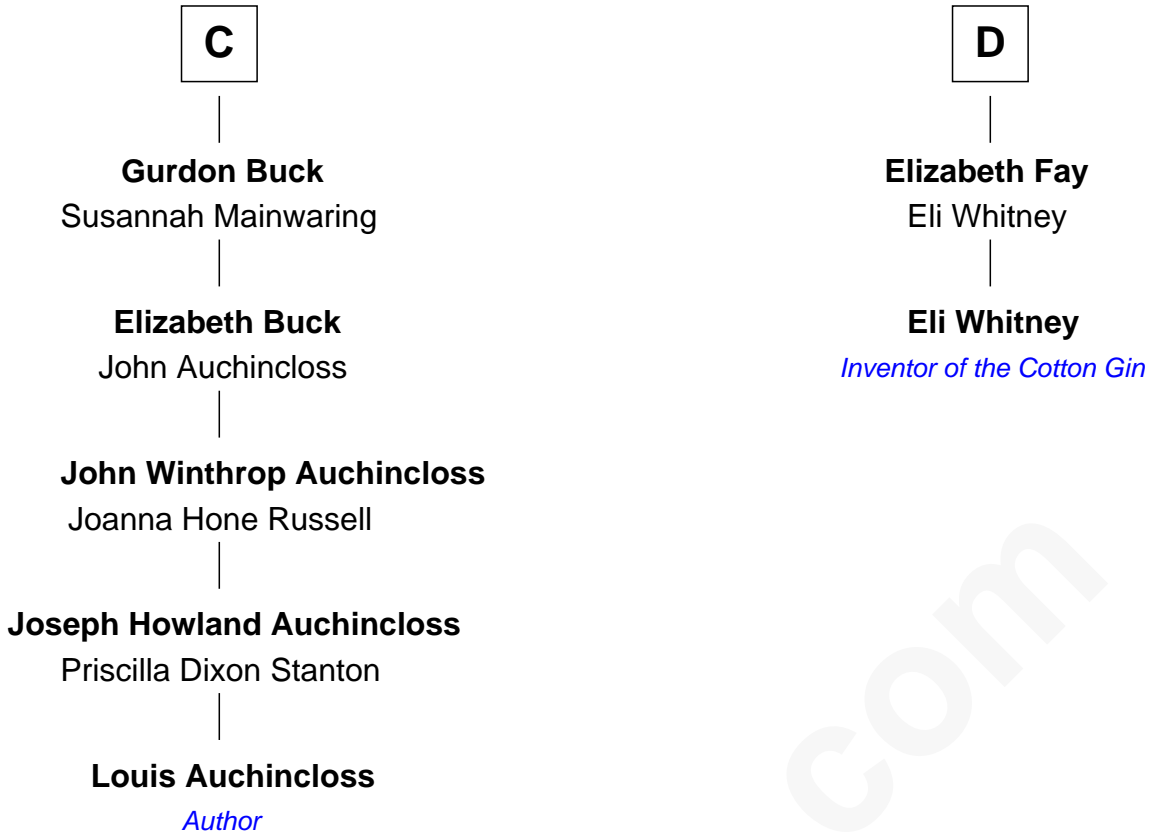 C
Gurdon Buck
Susannah Mainwaring
Elizabeth Buck
John Auchincloss
John Winthrop Auchincloss
Joanna Hone Russell
Joseph Howland Auchincloss
Priscilla Dixon Stanton
Louis Auchincloss
Author
D
Elizabeth Fay
Eli Whitney
Eli Whitney
Inventor of the Cotton Gin
com